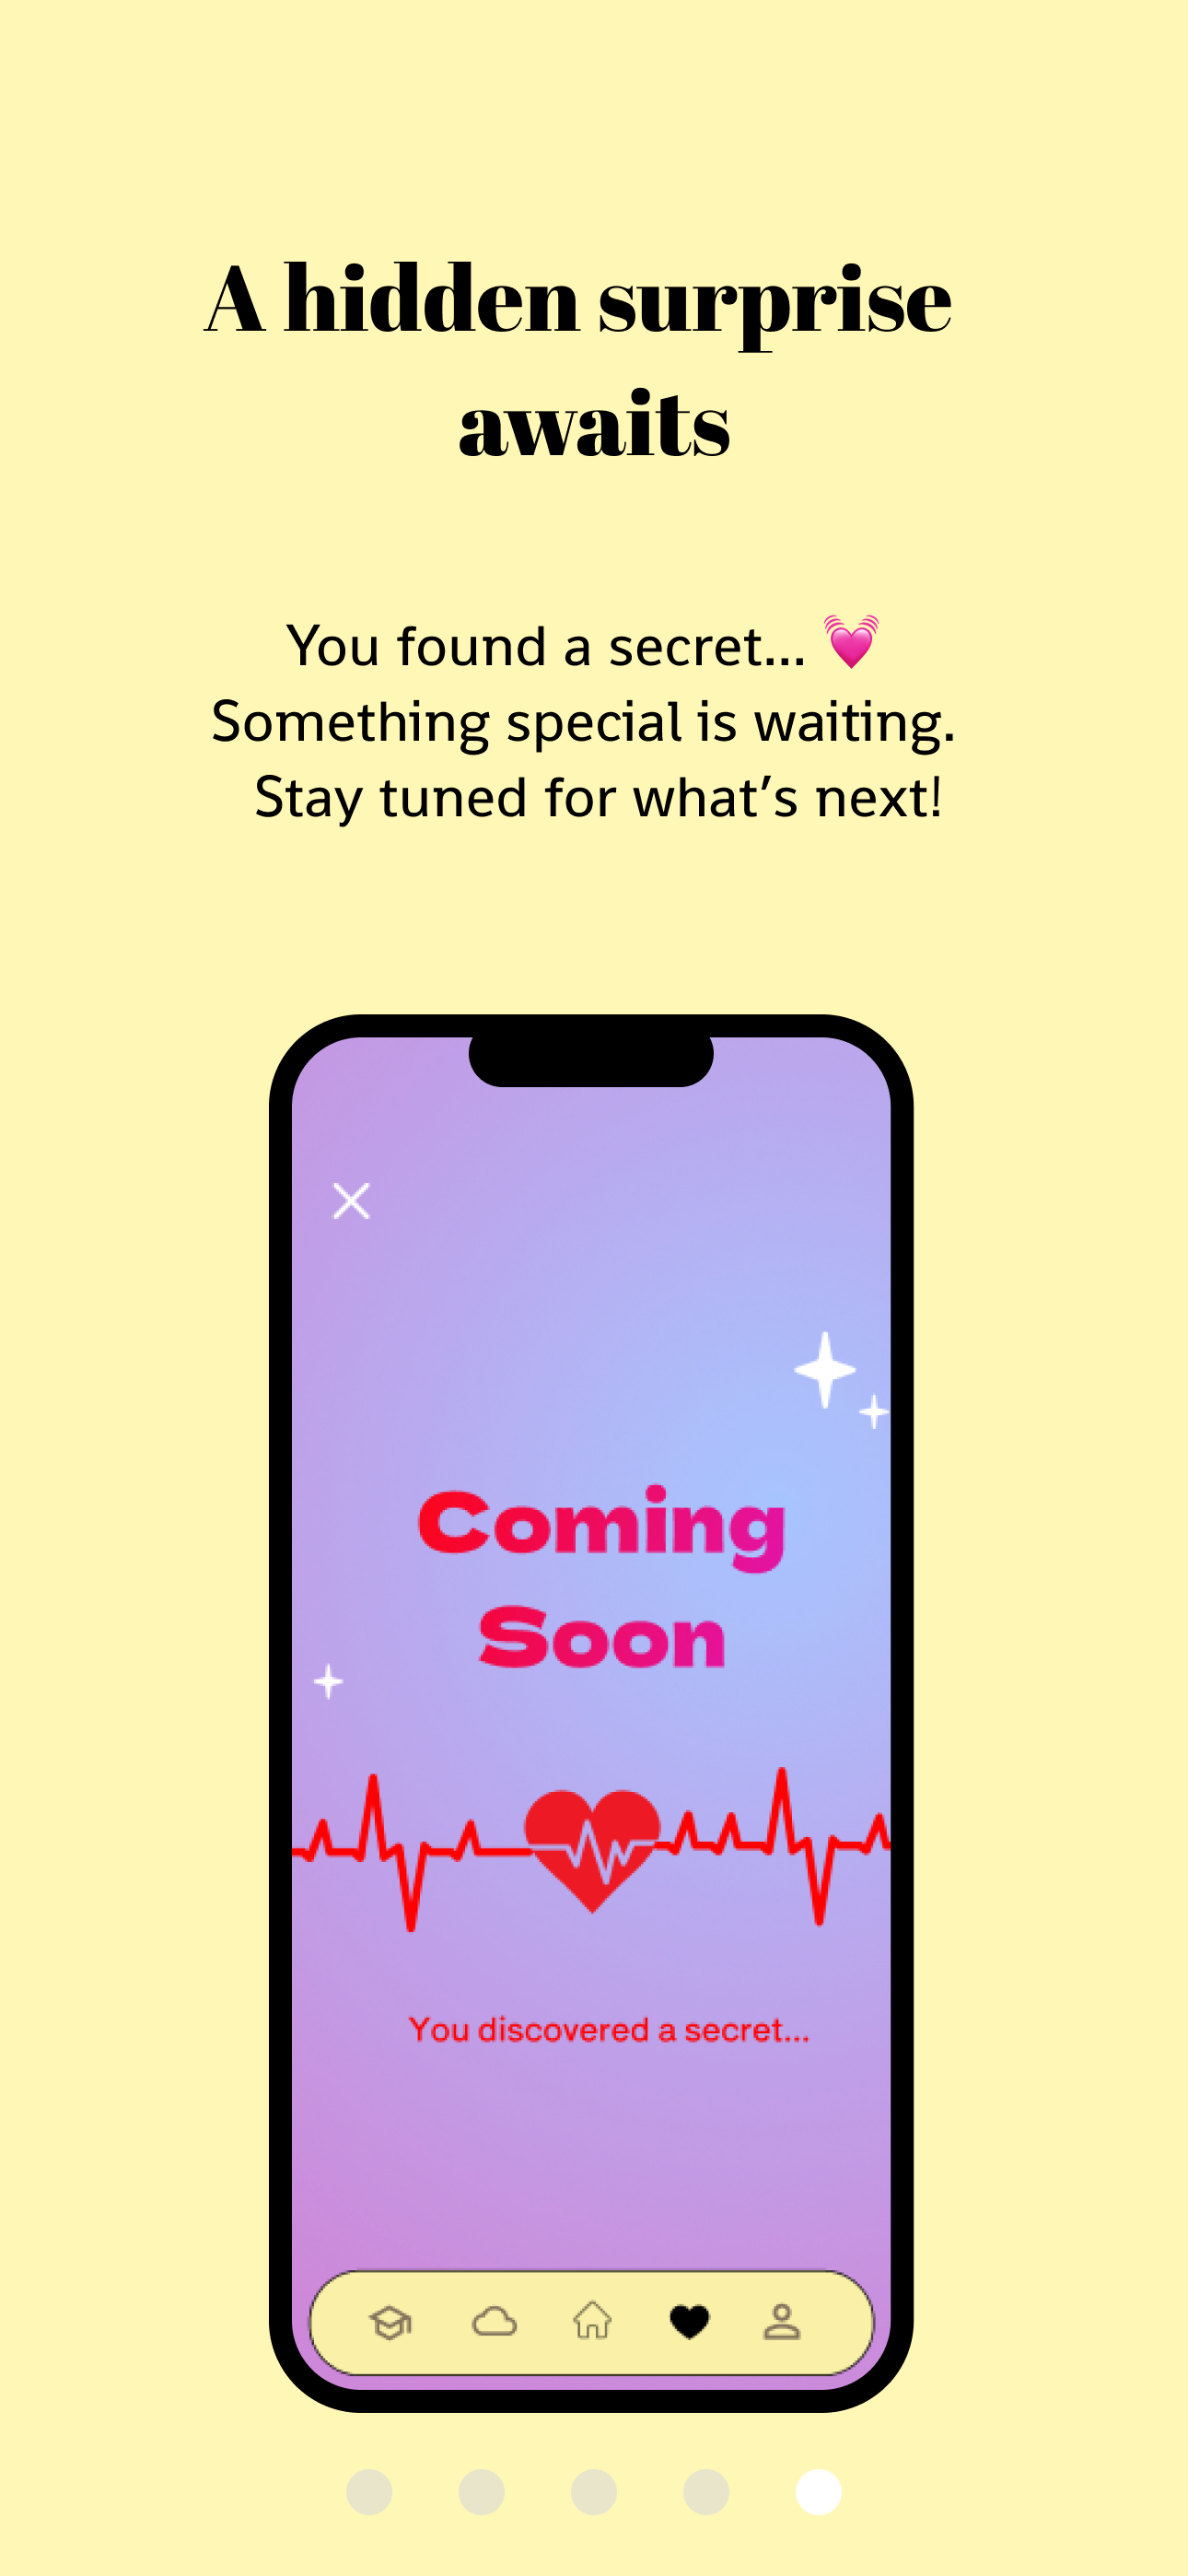 A hidden surprise
awaits
You found a secret... 💓
Something special is waiting.
Stay tuned for what’s next!
Coming
Soon
You discovered a secret...